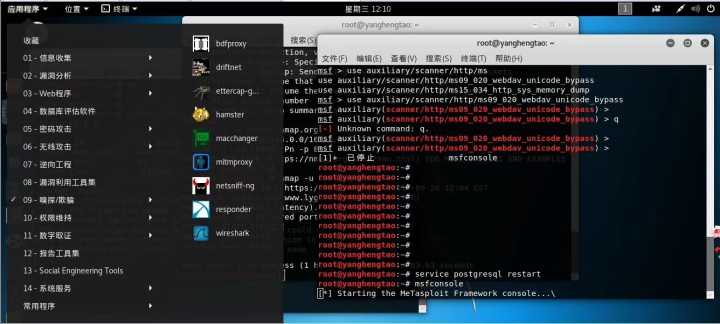 应用程序 ▾ 位置 ▾ 终端 ▾ 星期三 12:10 1
收藏
01 - 信息收集
02 - 漏洞分析
03 - Web程序
04 - 数据库评估软件
05 - 密码攻击
06 - 无线攻击
07 - 逆向工程
08 - 漏洞利用工具集
09 - 嗅探/欺骗
10 - 权限维持
11 - 数字取证
12 - 报告工具集
13 - Social Engineering Tools
14 - 系统服务
常用程序
bdfproxy
driftnet
ettercap-g...
hamster
macchanger
mitmproxy
netsniff-ng
responder
wireshark
root@yanghengtao: ~
文件(F) 编辑(E) 查看(V) 搜索(S) 终端(T) 帮助(H)
msf > use auxiliary/scanner/http/ms
use auxiliary/scanner/http/ms09_020_webdav_unicode_bypass
use auxiliary/scanner/http/ms15_034_http_sys_memory_dump
msf > use auxiliary/scanner/http/ms09_020_webdav_unicode_bypass
msf auxiliary(scanner/http/ms09_020_webdav_unicode_bypass) >
msf auxiliary(scanner/http/ms09_020_webdav_unicode_bypass) > q
[-] Unknown command: q.
msf auxiliary(scanner/http/ms09_020_webdav_unicode_bypass) >
msf auxiliary(scanner/http/ms09_020_webdav_unicode_bypass) >
[1]+ 已停止 msfconsole
root@yanghengtao:~#
root@yanghengtao:~#
root@yanghengtao:~#
root@yanghengtao:~#
root@yanghengtao:~#
root@yanghengtao:~#
root@yanghengtao:~#
root@yanghengtao:~#
root@yanghengtao:~#
root@yanghengtao:~#
root@yanghengtao:~# service postgresql restart
root@yanghengtao:~# msfconsole
[*] Starting the MeTasploit Framework console...\